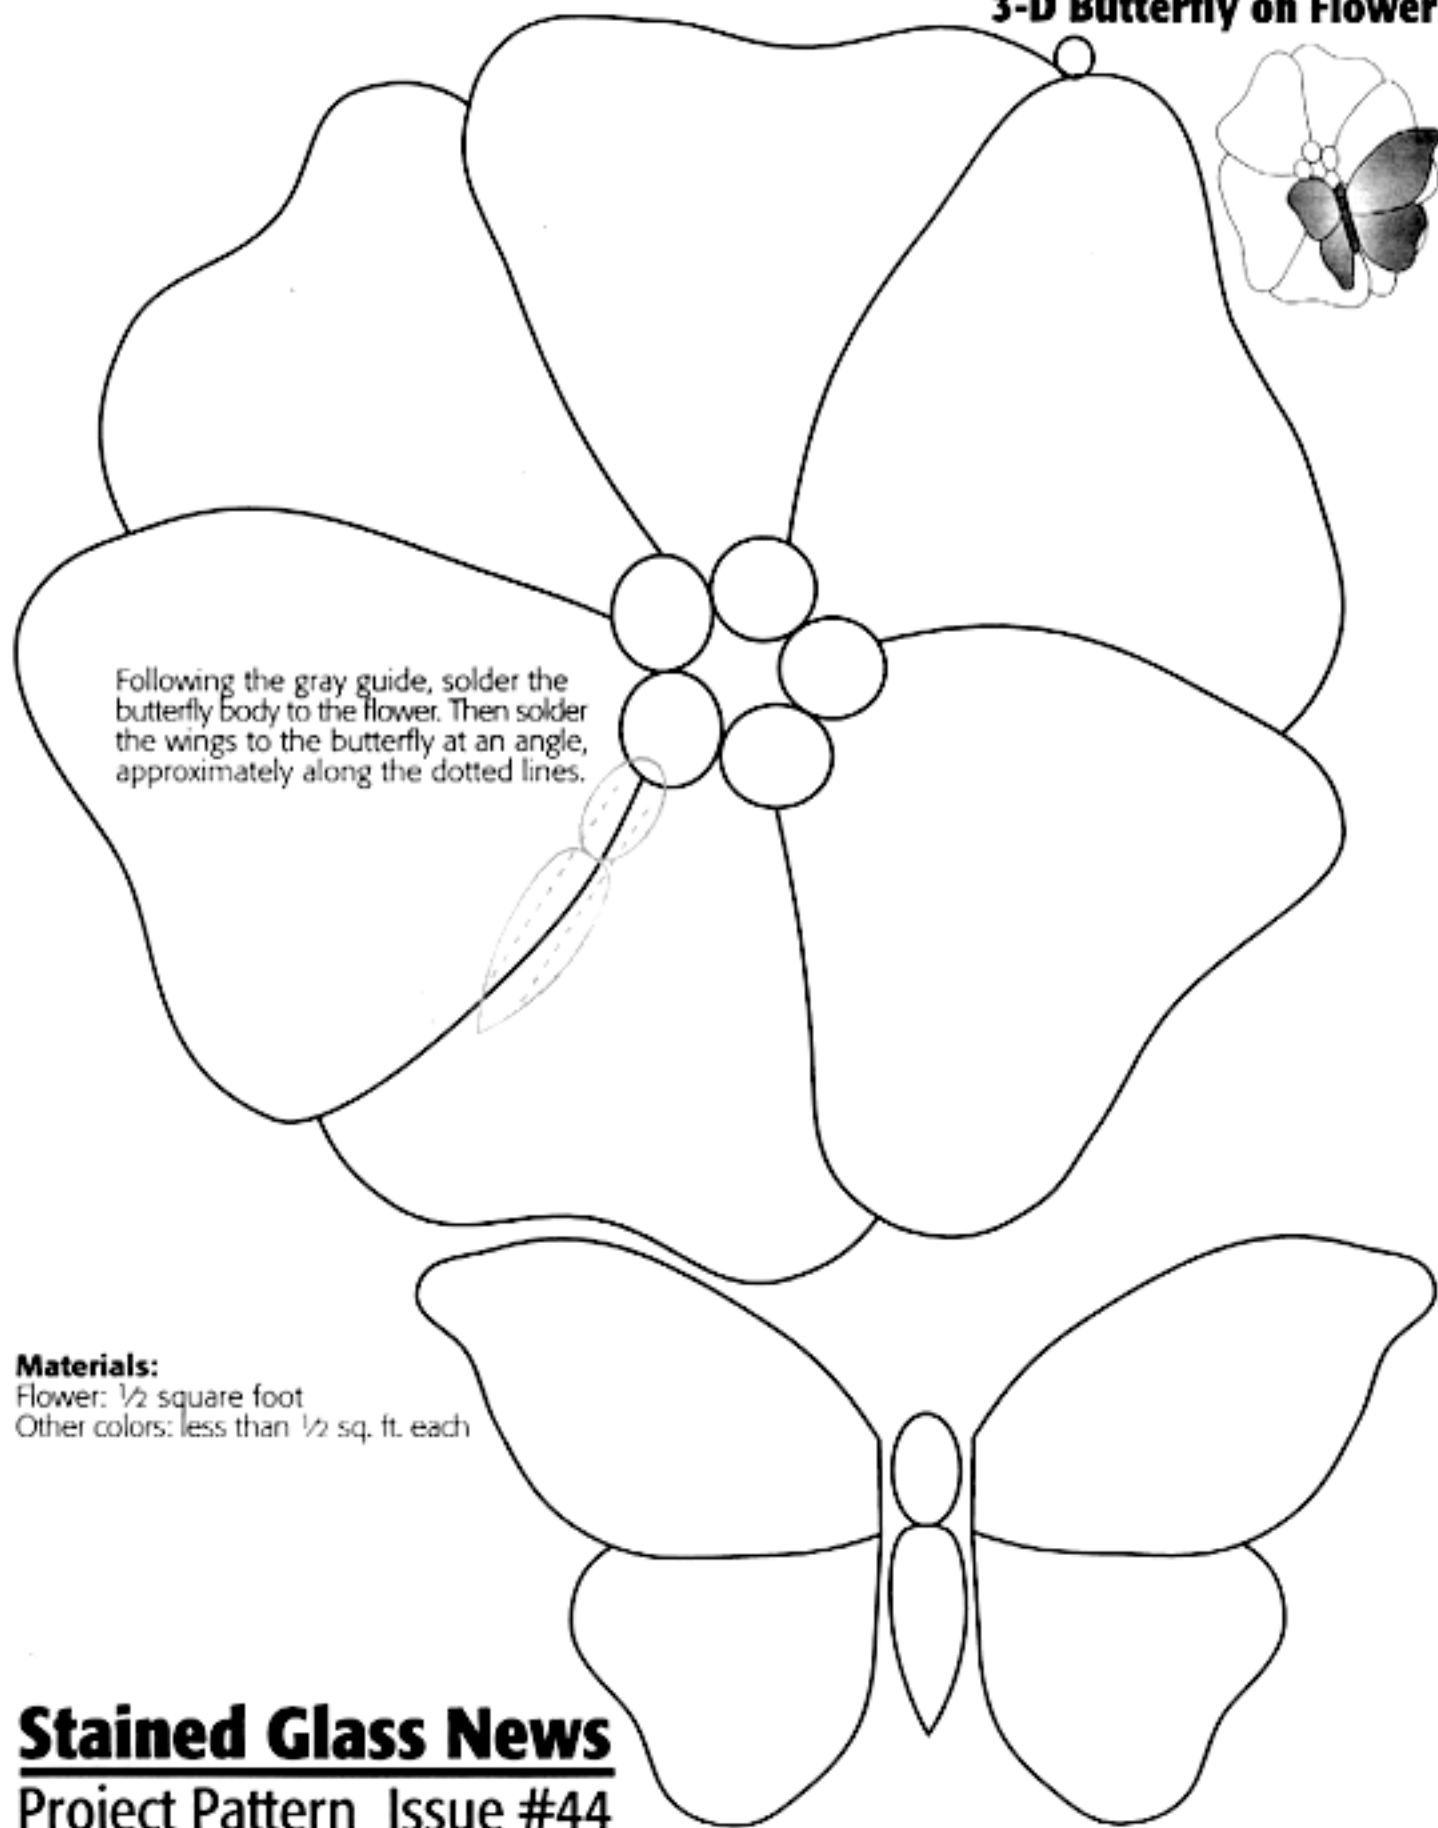 3-D Butterfly on Flower
Following the gray guide, solder the
butterfly body to the flower. Then solder
the wings to the butterfly at an angle,
approximately along the dotted lines.
Materials:
Flower: ½ square foot
Other colors: less than ½ sq. ft. each
Stained Glass News
Project Pattern Issue #44